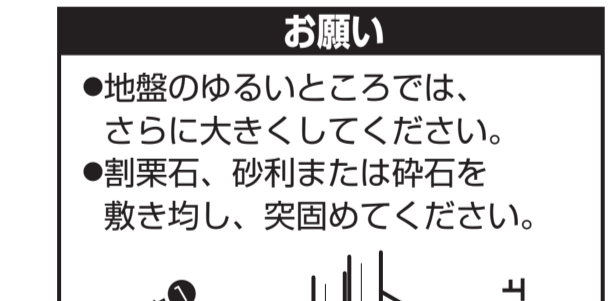 お願い
●地盤のゆるいところでは、
さらに大きくしてください。
●割栗石、砂利または砕石を
敷き均し、突固めてください。